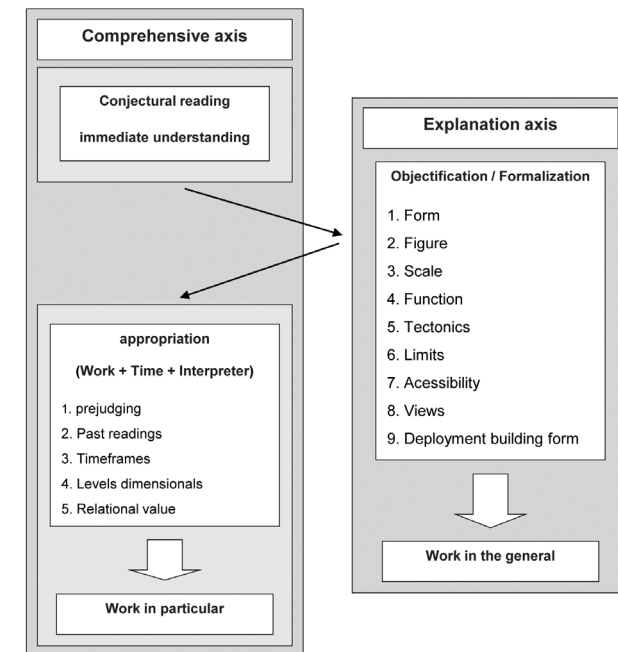 Comprehensive axis
Conjectural reading
immediate understanding
appropriation
(Work + Time + Interpreter)
1. prejudging
2. Past readings
3. Timeframes
4. Levels dimensionals
5. Relational value
Work in particular
Explanation axis
Objectification / Formalization
1. Form
2. Figure
3. Scale
4. Function
5. Tectonics
6. Limits
7. Acessibility
8. Views
9. Deployment building form
Work in the general